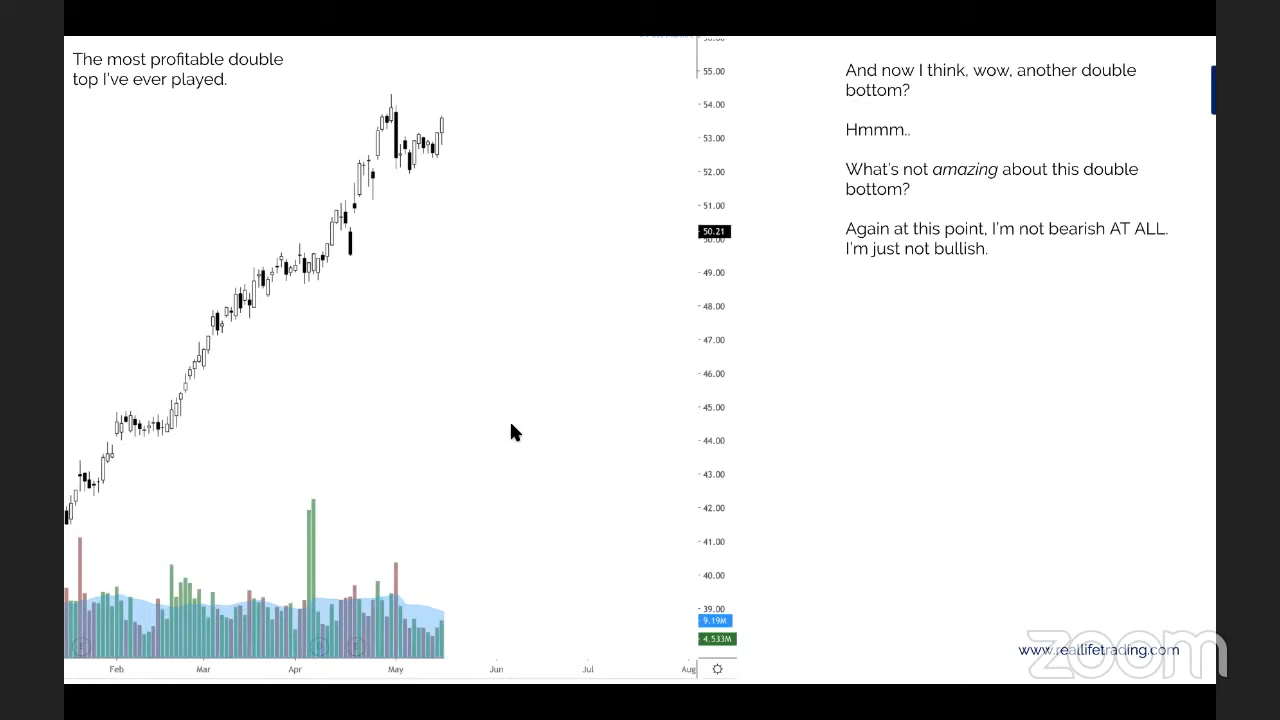 The most profitable double
top I've ever played.
55.00
54.00
53.00
52.00
51.00
50.21
50.00
49.00
48.00
47.00
46.00
45.00
44.00
43.00
42.00
41.00
40.00
39.00
9.19M
4.533M
Feb Mar Apr May Jun Jul Aug
And now I think, wow, another double
bottom?
Hmmm..
What's not amazing about this double
bottom?
Again at this point, I'm not bearish AT ALL.
I'm just not bullish.
www.reallifetrading.com
zoom